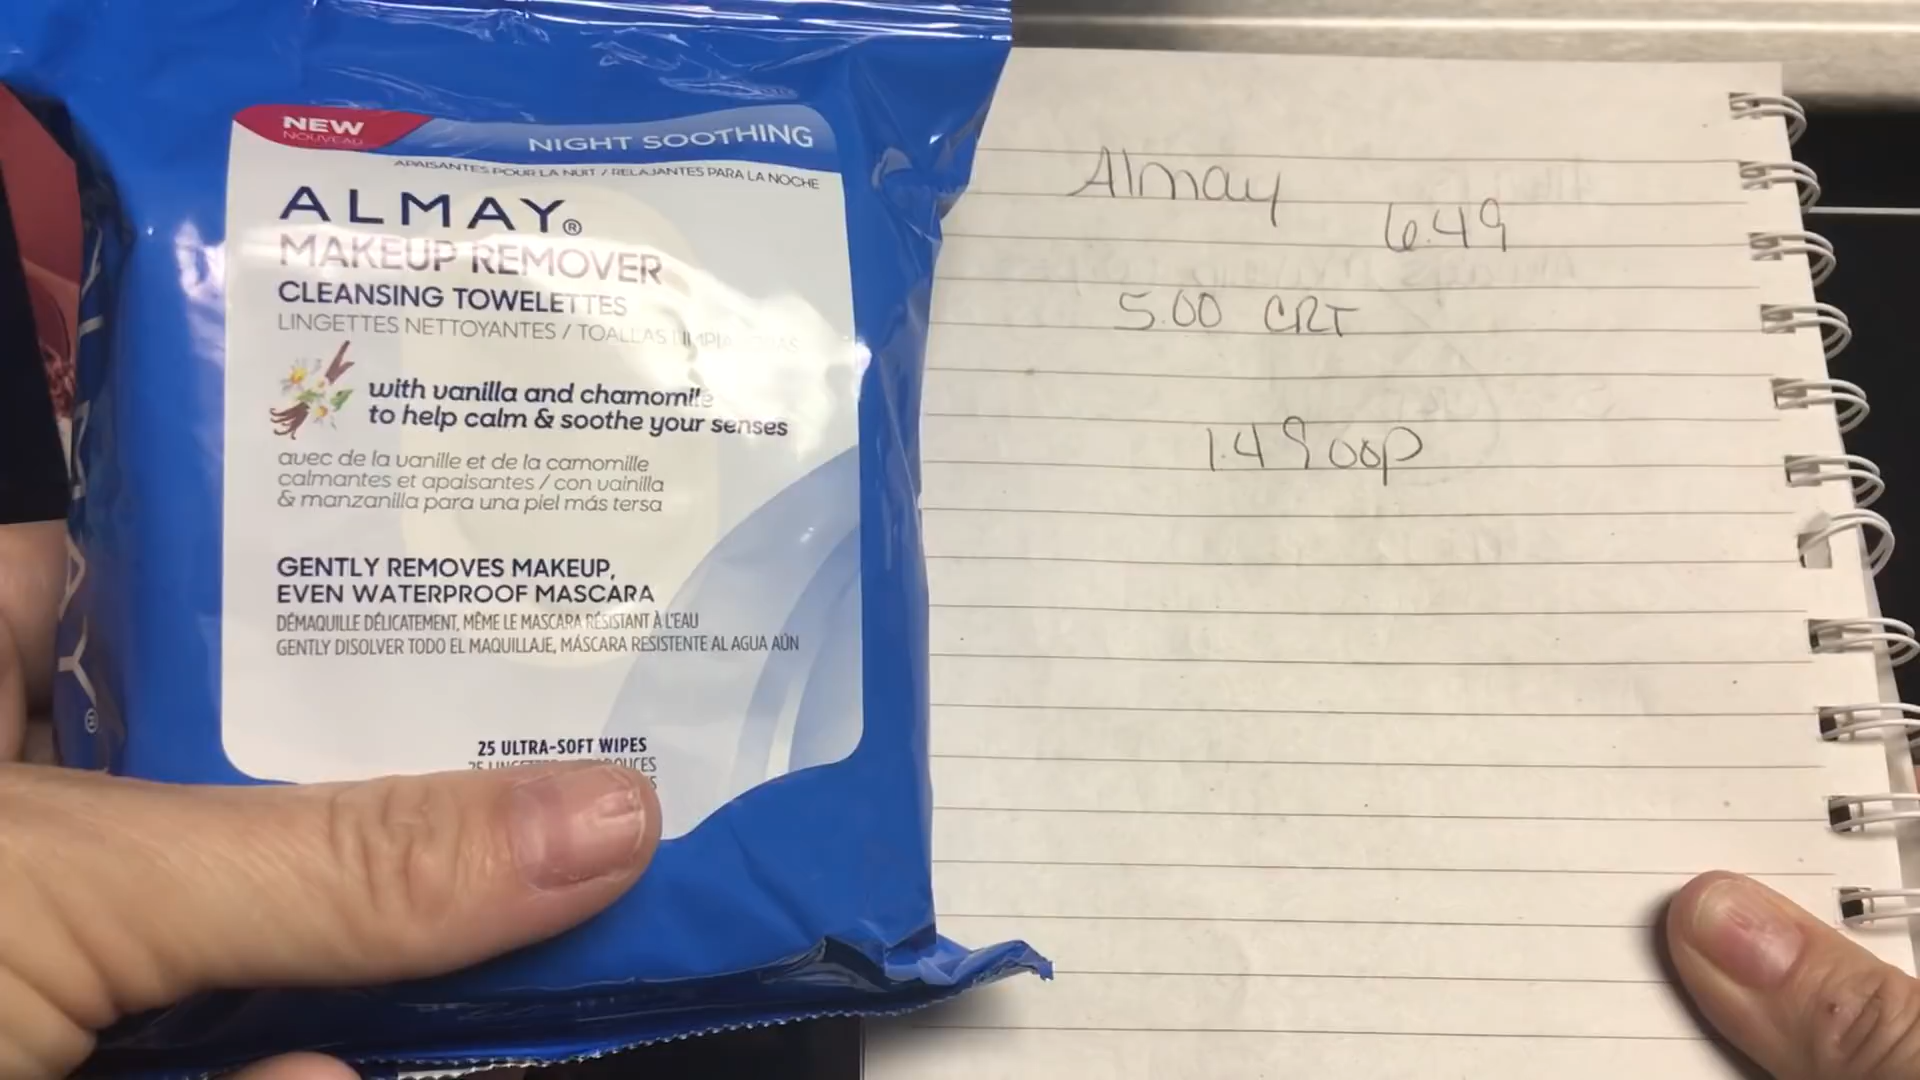 NEW
NOUVEAU
NIGHT SOOTHING
APAISANTES POUR LA NUIT / RELAJANTES PARA LA NOCHE
ALMAY®
MAKEUP REMOVER
CLEANSING TOWELETTES
LINGETTES NETTOYANTES / TOALLAS
with vanilla and chamomile
to help calm & soothe your senses
avec de la vanille et de la camomille
calmantes et apaisantes / con vainilla
& manzanilla para una piel más tersa
GENTLY REMOVES MAKEUP,
EVEN WATERPROOF MASCARA
DÉMAQUILLE DÉLICATEMENT, MÊME LE MASCARA RÉSISTANT À L'EAU
GENTLY DISOLVER TODO EL MAQUILLAJE, MÁSCARA RESISTENTE AL AGUA AÚN
25 ULTRA-SOFT WIPES
Almay
6.49
5.00 CRT
1.49 OOP